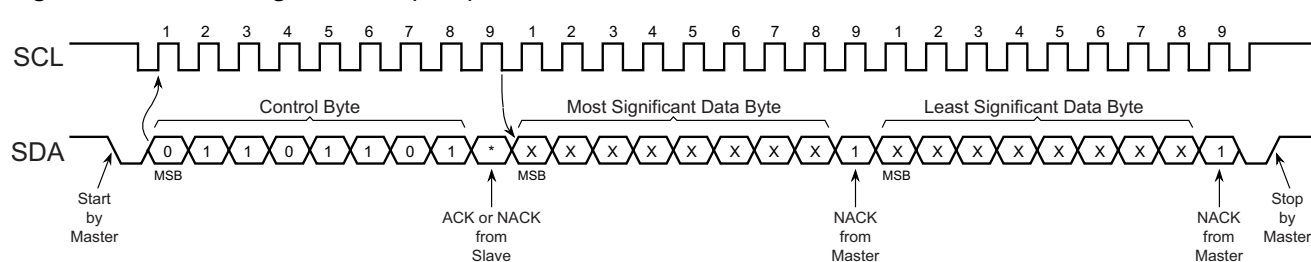 1 2 3 4 5 6 7 8 9 1 2 3 4 5 6 7 8 9 1 2 3 4 5 6 7 8 9
SCL
Control Byte Most Significant Data Byte Least Significant Data Byte
SDA 0 1 1 0 1 1 0 1 * X X X X X X X X 1 X X X X X X X X 1
MSB MSB MSB
Start by Master
ACK or NACK from Slave
NACK from Master
NACK from Master
Stop by Master